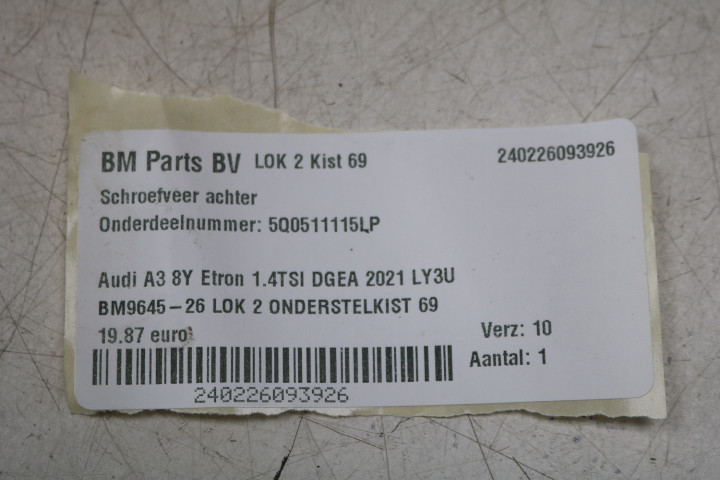 BM Parts BV LOK 2 Kist 69 240226093926
Schroefveer achter
Onderdeelnummer: 5Q0511115LP
Audi A3 8Y Etron 1.4TSI DGEA 2021 LY3U
BM9645-26 LOK 2 ONDERSTELKIST 69
19.87 euro Verz: 10
Aantal: 1
240226093926